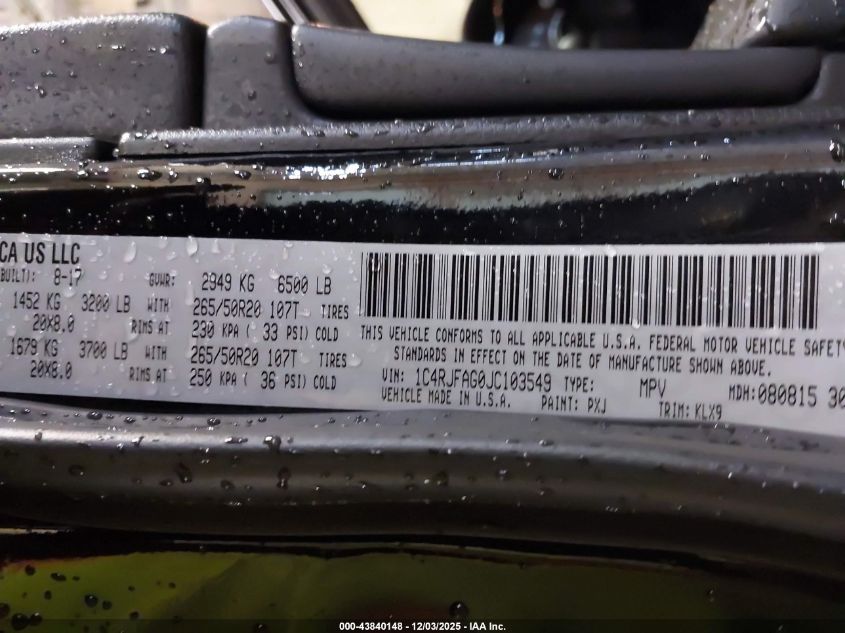 CA US LLC
BUILT): 8-17 GVWR: 2949 KG 6500 LB
1452 KG 3200 LB WITH 265/50R20 107T TIRES
20X8.0 RIMS AT 230 KPA ( 33 PSI) COLD
1679 KG 3700 LB WITH 265/50R20 107T TIRES
20X8.0 RIMS AT 250 KPA ( 36 PSI) COLD
THIS VEHICLE CONFORMS TO ALL APPLICABLE U.S.A. FEDERAL MOTOR VEHICLE SAFETY
STANDARDS IN EFFECT ON THE DATE OF MANUFACTURE SHOWN ABOVE.
VIN: 1C4RJFAG0JC103549 TYPE: MPV MDH:080815 30
VEHICLE MADE IN U.S.A. PAINT: PXJ TRIM: KLX9
000-43840148 - 12/03/2025 - IAA Inc.